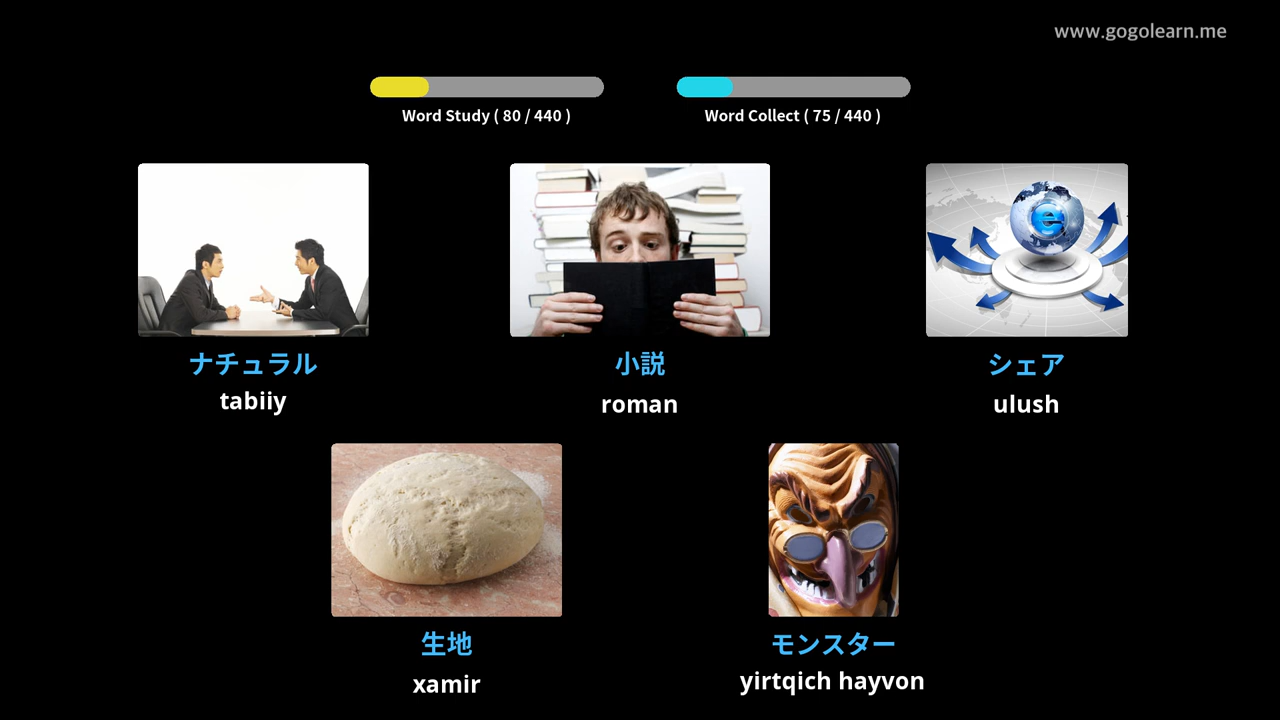 www.gogolearn.me
Word Study ( 80 / 440 )
Word Collect ( 75 / 440 )
ナチュラル
tabiiy
小説
roman
シェア
ulush
生地
xamir
モンスター
yirtqich hayvon